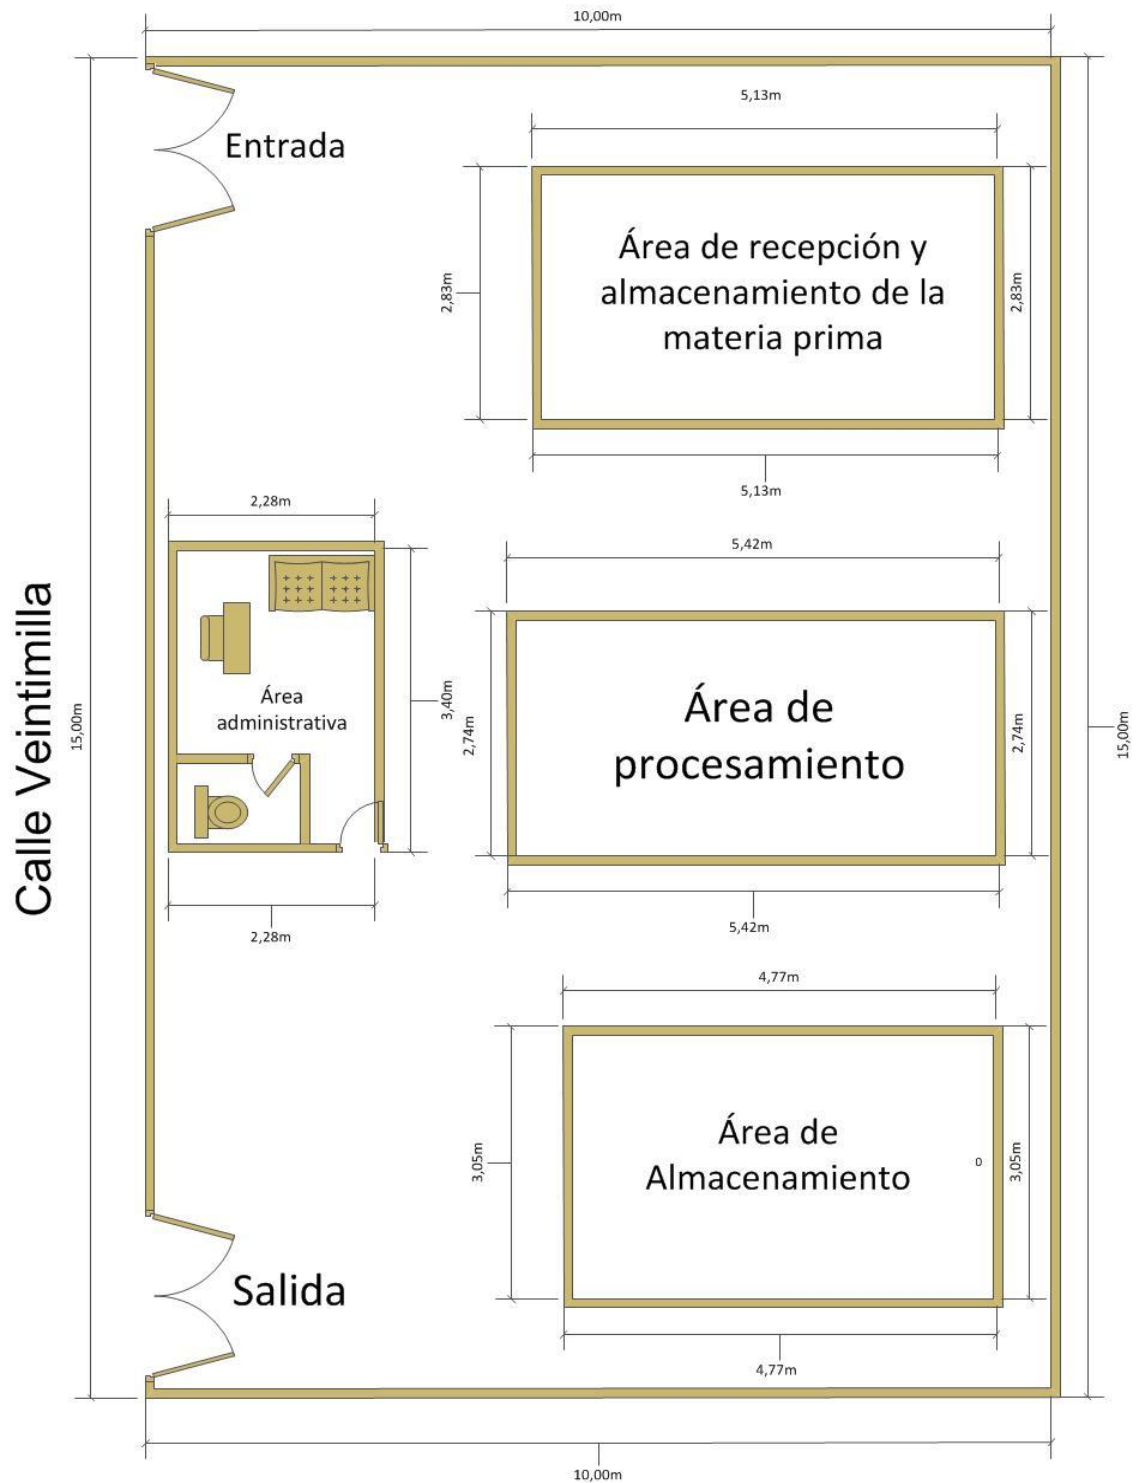 10,00m
5,13m
Entrada
Área de recepción y
almacenamiento de la
materia prima
2,83m
2,83m
5,13m
2,28m
5,42m
Calle Veintimilla
15,00m
Área
administrativa
3,40m
2,74m
Área de
procesamiento
2,74m
15,00m
2,28m
5,42m
4,77m
3,05m
Área de
Almacenamiento
0
3,05m
Salida
4,77m
10,00m